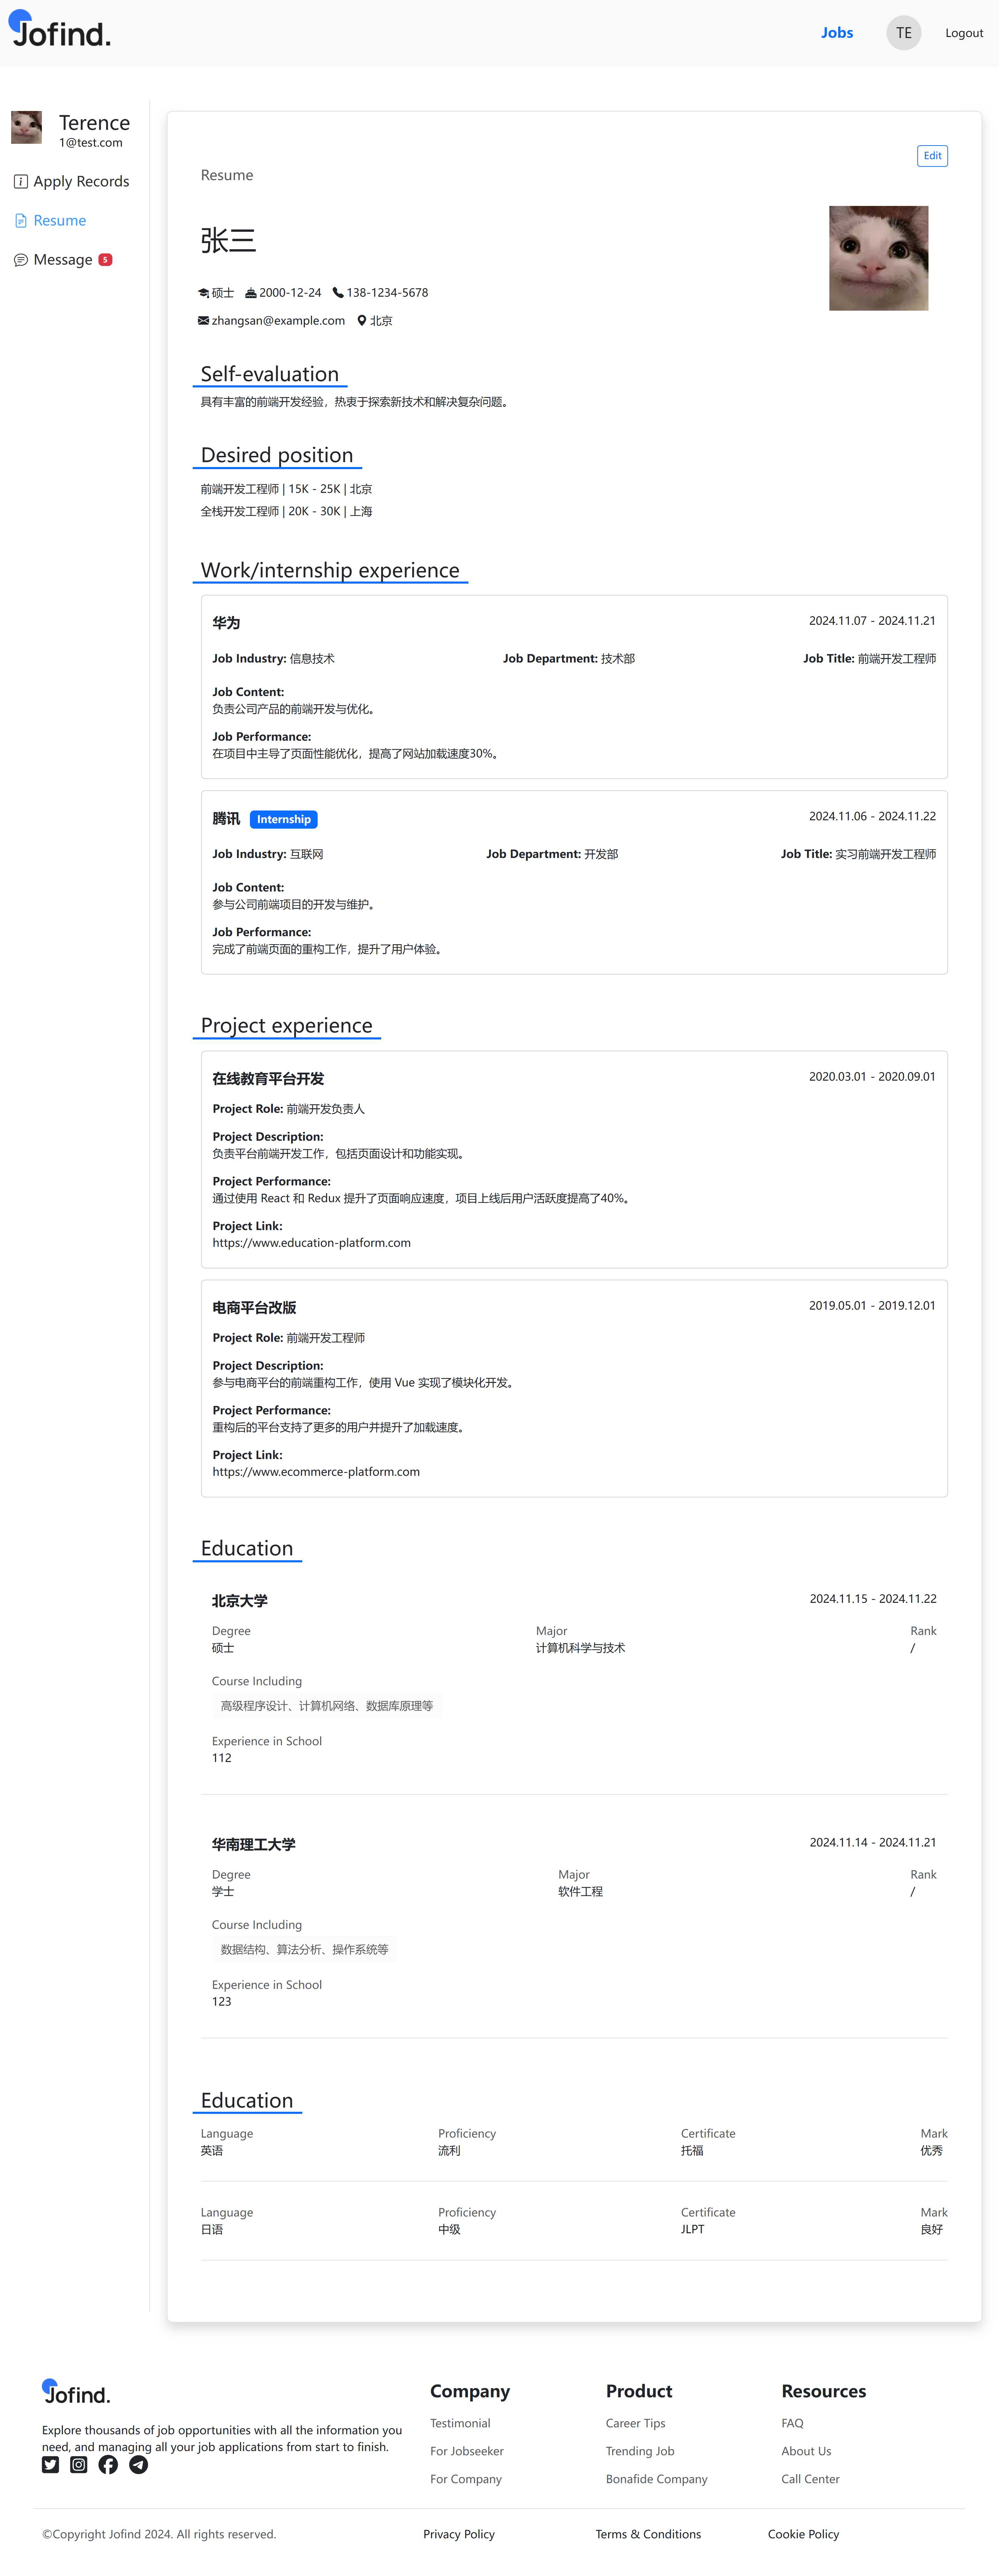 Jofind.
Jobs
TE
Logout
Terence
1@test.com
Apply Records
Resume
Message 5
Edit
Resume
张三
硕士 2000-12-24 138-1234-5678
zhangsan@example.com 北京
Self-evaluation
具有丰富的前端开发经验，热衷于探索新技术和解决复杂问题。
Desired position
前端开发工程师 | 15K - 25K | 北京
全栈开发工程师 | 20K - 30K | 上海
Work/internship experience
华为 2024.11.07 - 2024.11.21
Job Industry: 信息技术 Job Department: 技术部 Job Title: 前端开发工程师
Job Content:
负责公司产品的前端开发与优化。
Job Performance:
在项目中主导了页面性能优化，提高了网站加载速度30%。
腾讯 Internship 2024.11.06 - 2024.11.22
Job Industry: 互联网 Job Department: 开发部 Job Title: 实习前端开发工程师
Job Content:
参与公司前端项目的开发与维护。
Job Performance:
完成了前端页面的重构工作，提升了用户体验。
Project experience
在线教育平台开发 2020.03.01 - 2020.09.01
Project Role: 前端开发负责人
Project Description:
负责平台前端开发工作，包括页面设计和功能实现。
Project Performance:
通过使用 React 和 Redux 提升了页面响应速度，项目上线后用户活跃度提高了40%。
Project Link:
https://www.education-platform.com
电商平台改版 2019.05.01 - 2019.12.01
Project Role: 前端开发工程师
Project Description:
参与电商平台的前端重构工作，使用 Vue 实现了模块化开发。
Project Performance:
重构后的平台支持了更多的用户并提升了加载速度。
Project Link:
https://www.ecommerce-platform.com
Education
北京大学 2024.11.15 - 2024.11.22
Degree Major Rank
硕士 计算机科学与技术 /
Course Including
高级程序设计、计算机网络、数据库原理等
Experience in School
112
华南理工大学 2024.11.14 - 2024.11.21
Degree Major Rank
学士 软件工程 /
Course Including
数据结构、算法分析、操作系统等
Experience in School
123
Education
Language Proficiency Certificate Mark
英语 流利 托福 优秀
Language Proficiency Certificate Mark
日语 中级 JLPT 良好
Jofind.
Explore thousands of job opportunities with all the information you
need, and managing all your job applications from start to finish.
Company
Testimonial
For Jobseeker
For Company
Product
Career Tips
Trending Job
Bonafide Company
Resources
FAQ
About Us
Call Center
©Copyright Jofind 2024. All rights reserved.
Privacy Policy
Terms & Conditions
Cookie Policy